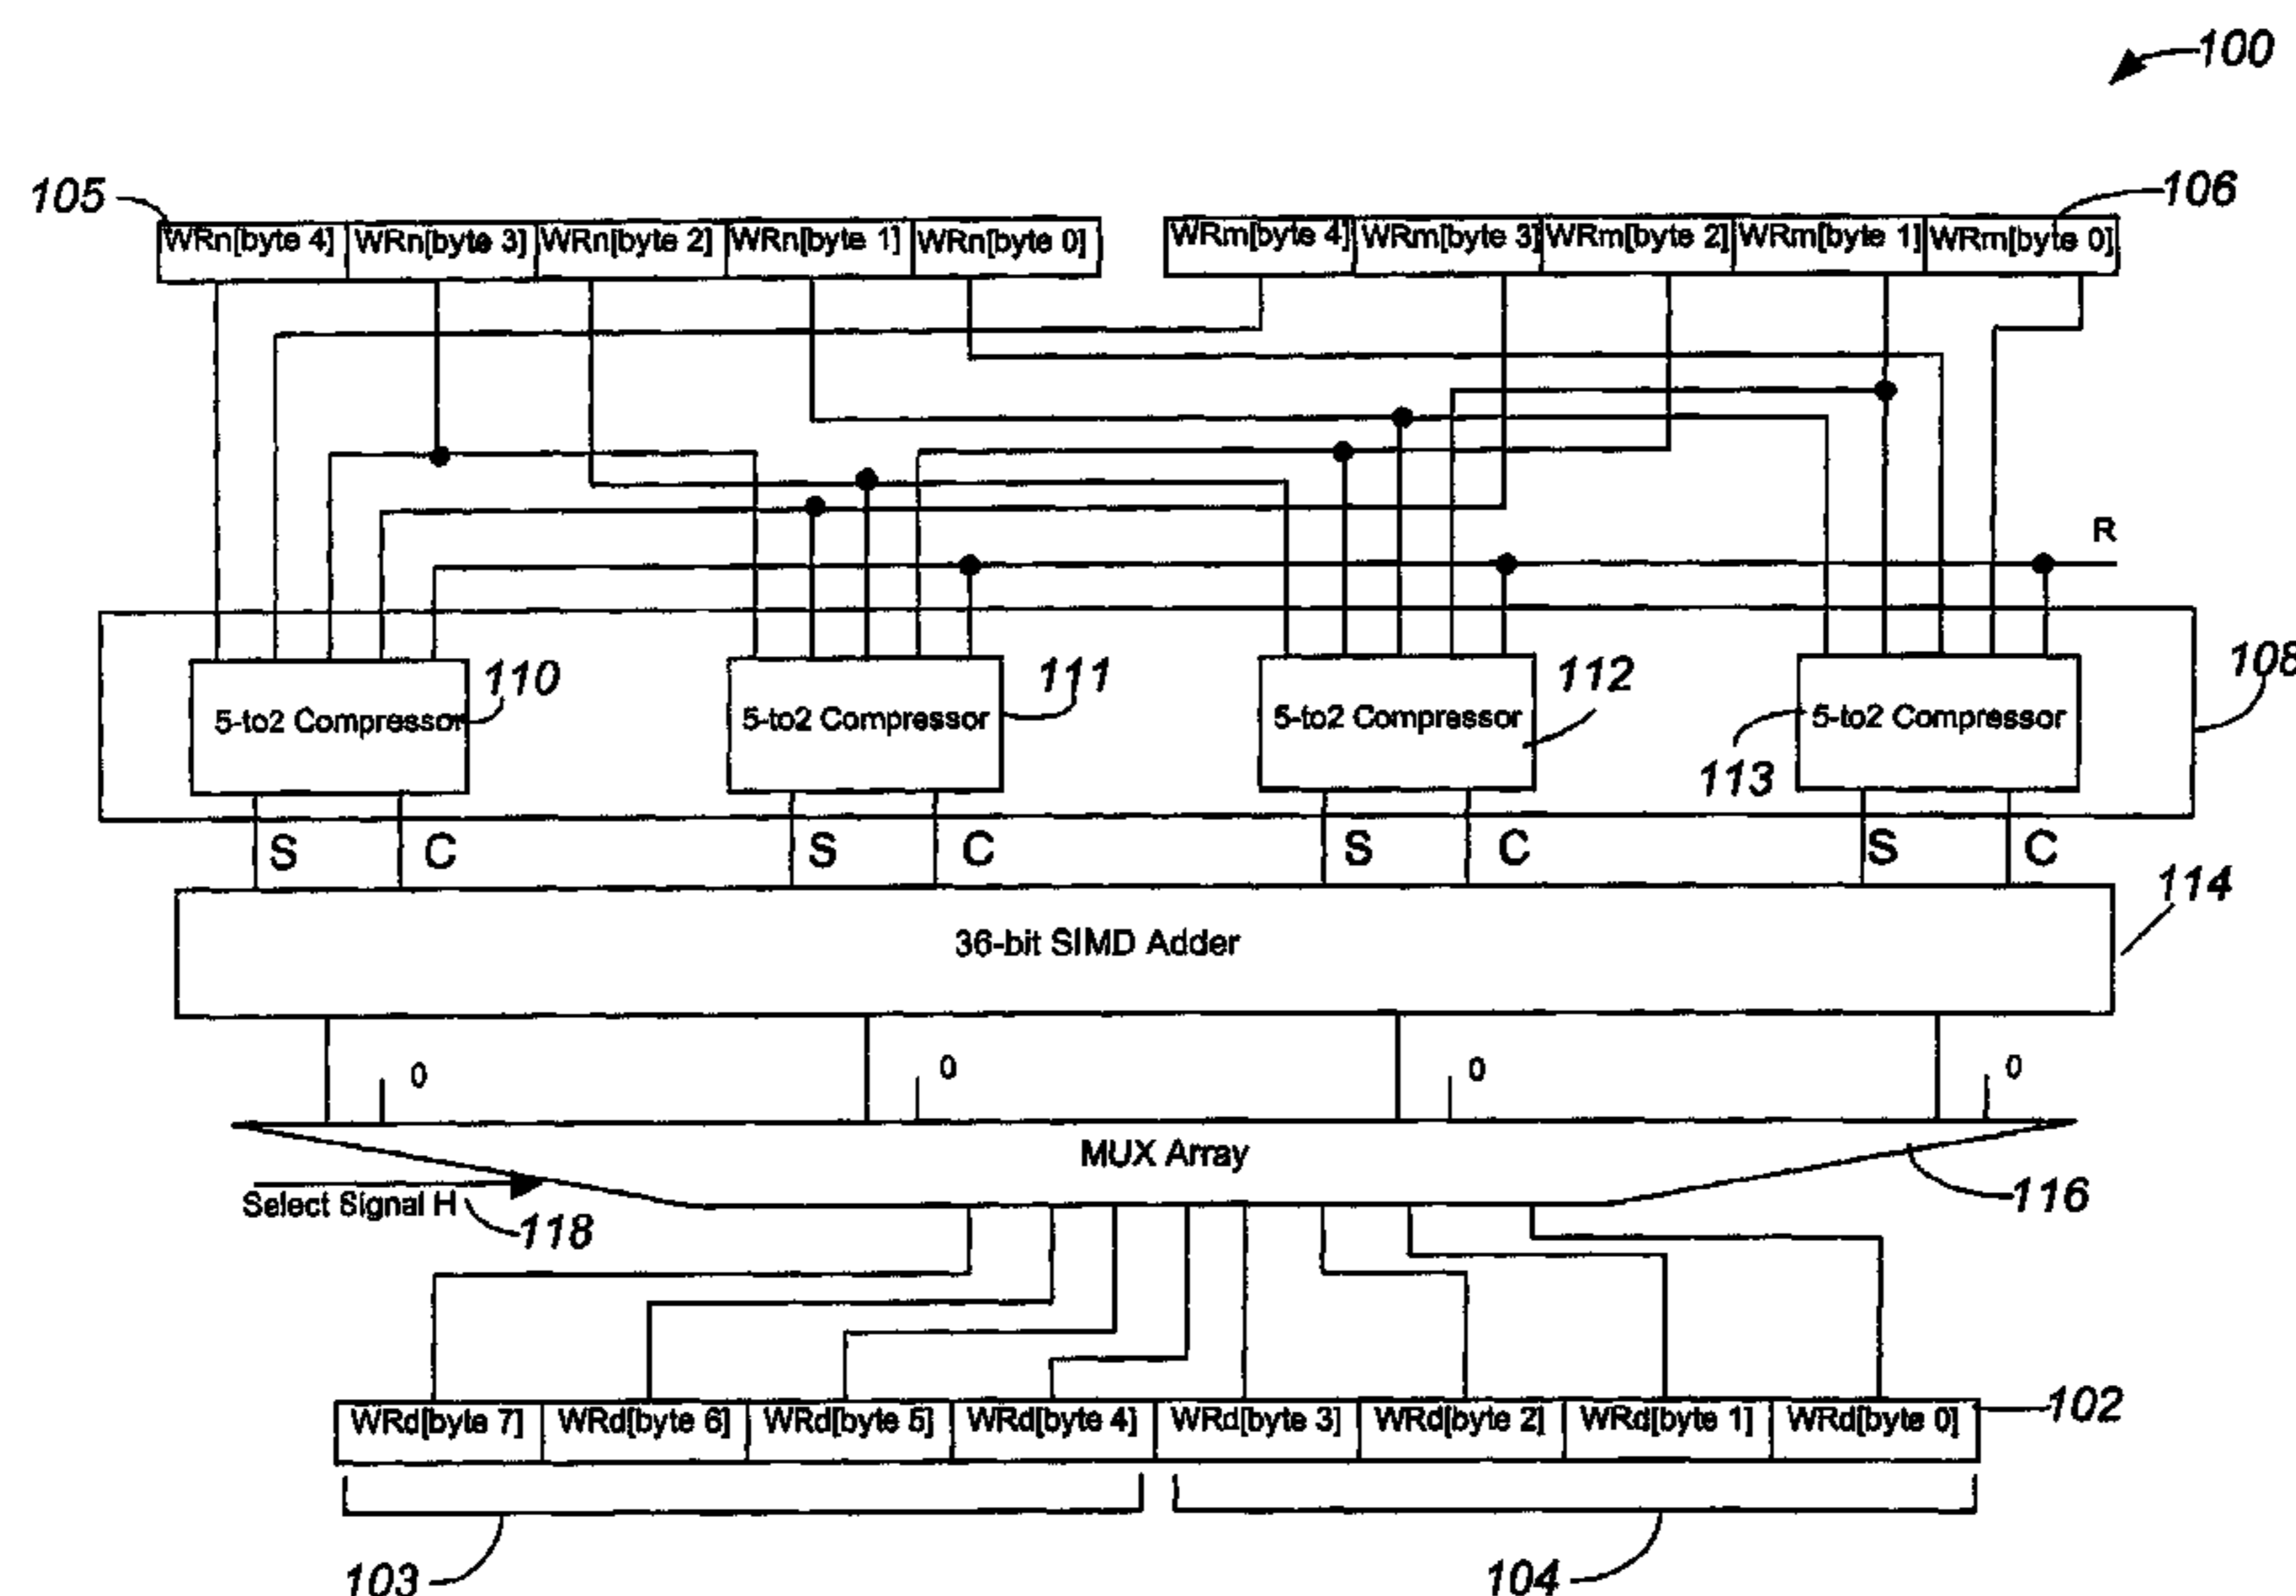 100
105
106
WRn[byte 4] WRn[byte 3] WRn[byte 2] WRn[byte 1] WRn[byte 0]
WRm[byte 4] WRm[byte 3] WRm[byte 2] WRm[byte 1] WRm[byte 0]
R
108
110
111
112
113
5-to2 Compressor
5-to2 Compressor
5-to2 Compressor
5-to2 Compressor
S C S C S C S C
114
36-bit SIMD Adder
0 0 0 0
MUX Array
116
Select Signal H
118
WRd[byte 7] WRd[byte 6] WRd[byte 5] WRd[byte 4] WRd[byte 3] WRd[byte 2] WRd[byte 1] WRd[byte 0]
102
103
104